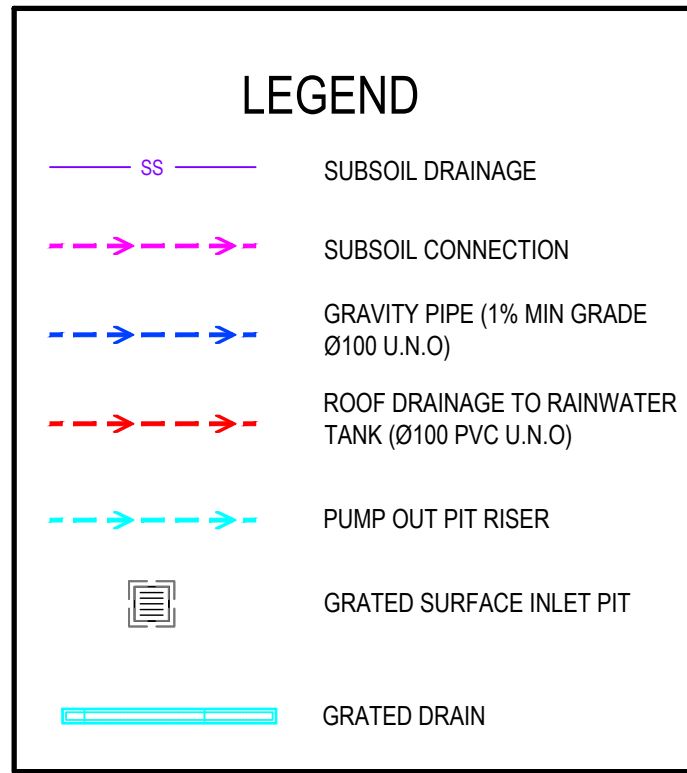 LEGEND
SS
SUBSOIL DRAINAGE
SUBSOIL CONNECTION
GRAVITY PIPE (1% MIN GRADE
Ø100 U.N.O)
ROOF DRAINAGE TO RAINWATER
TANK (Ø100 PVC U.N.O)
PUMP OUT PIT RISER
GRATED SURFACE INLET PIT
GRATED DRAIN